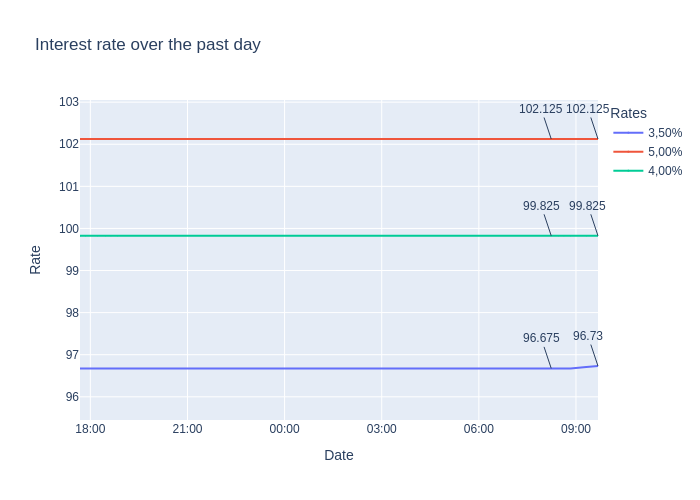 Interest rate over the past day
103
102
101
100
99
98
97
96
Rate
102.125 102.125
99.825 99.825
96.675 96.73
18:00 21:00 00:00 03:00 06:00 09:00
Date
Rates
3,50%
5,00%
4,00%